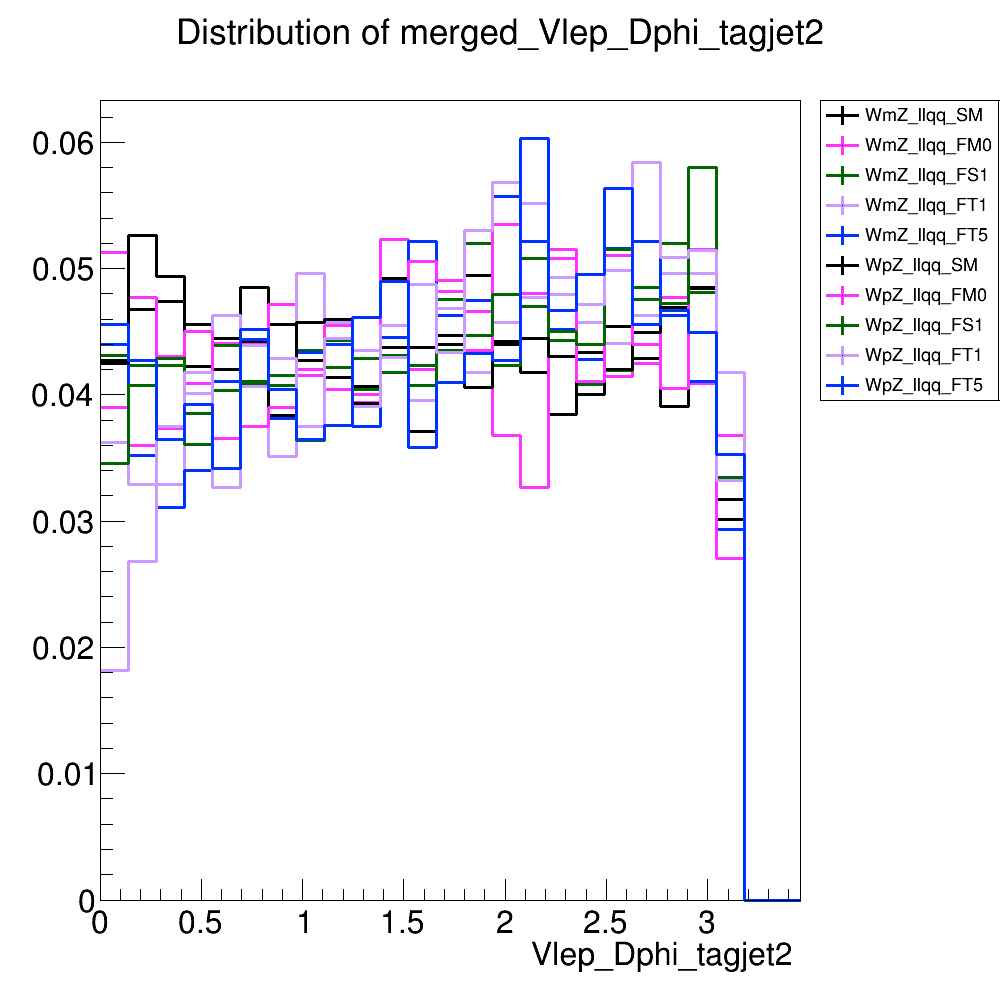 Distribution of merged_Vlep_Dphi_tagjet2
WmZ_llqq_SM
WmZ_llqq_FM0
WmZ_llqq_FS1
WmZ_llqq_FT1
WmZ_llqq_FT5
WpZ_llqq_SM
WpZ_llqq_FM0
WpZ_llqq_FS1
WpZ_llqq_FT1
WpZ_llqq_FT5
0.06
0.05
0.04
0.03
0.02
0.01
0
0 0.5 1 1.5 2 2.5 3
Vlep_Dphi_tagjet2